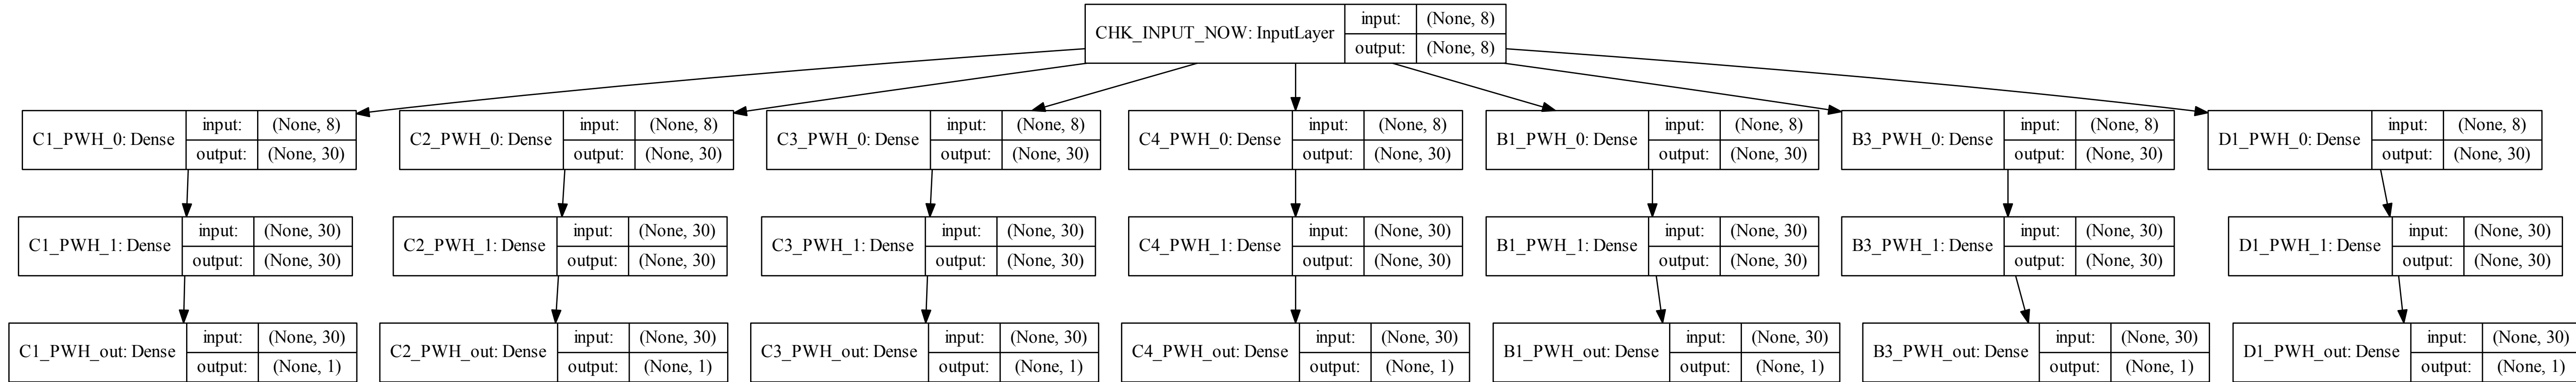 CHK_INPUT_NOW: InputLayer input: (None, 8)
output: (None, 8)
C1_PWH_0: Dense input: (None, 8)
output: (None, 30)
C2_PWH_0: Dense input: (None, 8)
output: (None, 30)
C3_PWH_0: Dense input: (None, 8)
output: (None, 30)
C4_PWH_0: Dense input: (None, 8)
output: (None, 30)
B1_PWH_0: Dense input: (None, 8)
output: (None, 30)
B3_PWH_0: Dense input: (None, 8)
output: (None, 30)
D1_PWH_0: Dense input: (None, 8)
output: (None, 30)
C1_PWH_1: Dense input: (None, 30)
output: (None, 30)
C2_PWH_1: Dense input: (None, 30)
output: (None, 30)
C3_PWH_1: Dense input: (None, 30)
output: (None, 30)
C4_PWH_1: Dense input: (None, 30)
output: (None, 30)
B1_PWH_1: Dense input: (None, 30)
output: (None, 30)
B3_PWH_1: Dense input: (None, 30)
output: (None, 30)
D1_PWH_1: Dense input: (None, 30)
output: (None, 30)
C1_PWH_out: Dense input: (None, 30)
output: (None, 1)
C2_PWH_out: Dense input: (None, 30)
output: (None, 1)
C3_PWH_out: Dense input: (None, 30)
output: (None, 1)
C4_PWH_out: Dense input: (None, 30)
output: (None, 1)
B1_PWH_out: Dense input: (None, 30)
output: (None, 1)
B3_PWH_out: Dense input: (None, 30)
output: (None, 1)
D1_PWH_out: Dense input: (None, 30)
output: (None, 1)